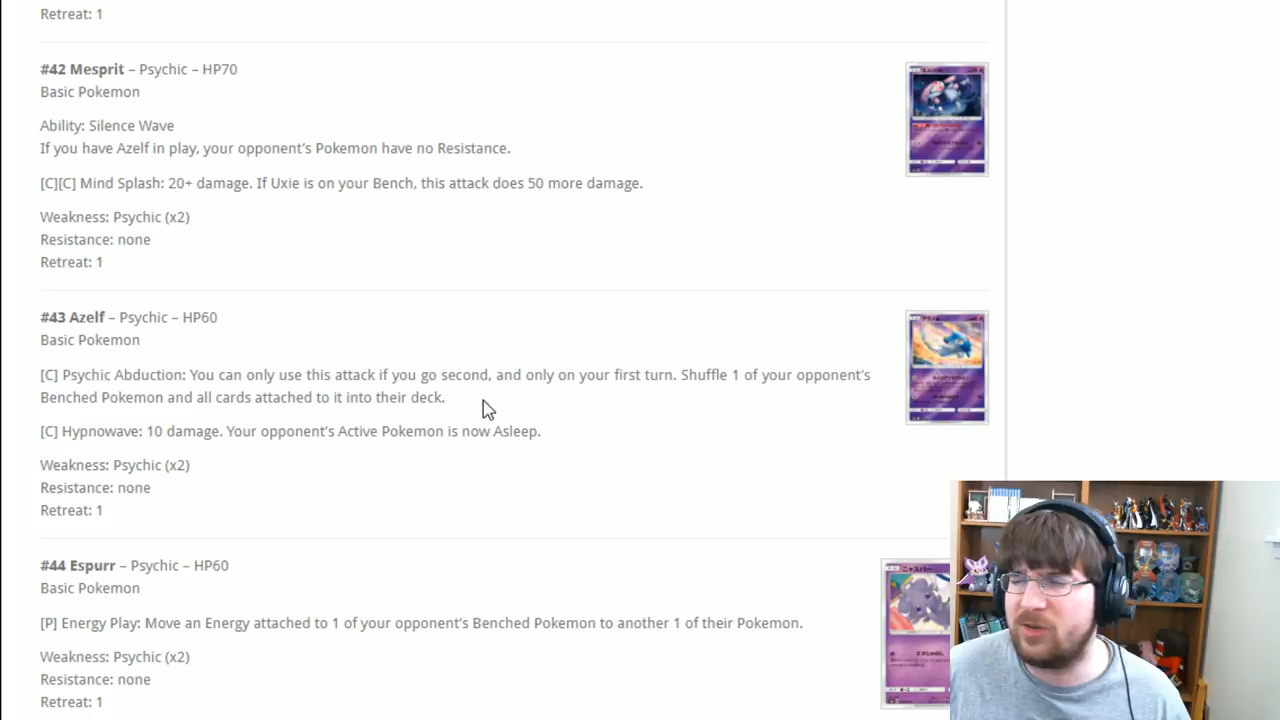 Retreat: 1
#42 Mesprit – Psychic – HP70
Basic Pokemon
Ability: Silence Wave
If you have Azelf in play, your opponent's Pokemon have no Resistance.
[C][C] Mind Splash: 20+ damage. If Uxie is on your Bench, this attack does 50 more damage.
Weakness: Psychic (x2)
Resistance: none
Retreat: 1
#43 Azelf – Psychic – HP60
Basic Pokemon
[C] Psychic Abduction: You can only use this attack if you go second, and only on your first turn. Shuffle 1 of your opponent's
Benched Pokemon and all cards attached to it into their deck.
[C] Hypnowave: 10 damage. Your opponent's Active Pokemon is now Asleep.
Weakness: Psychic (x2)
Resistance: none
Retreat: 1
#44 Espurr – Psychic – HP60
Basic Pokemon
ニャスパー
[P] Energy Play: Move an Energy attached to 1 of your opponent's Benched Pokemon to another 1 of their Pokemon.
Weakness: Psychic (x2)
Resistance: none
Retreat: 1